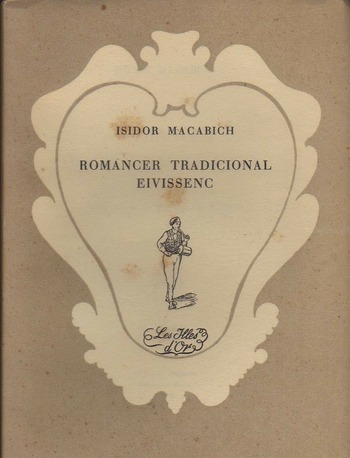 ISIDOR MACABICH
ROMANCER TRADICIONAL
EIVISSENC
Les Illes
d'Or